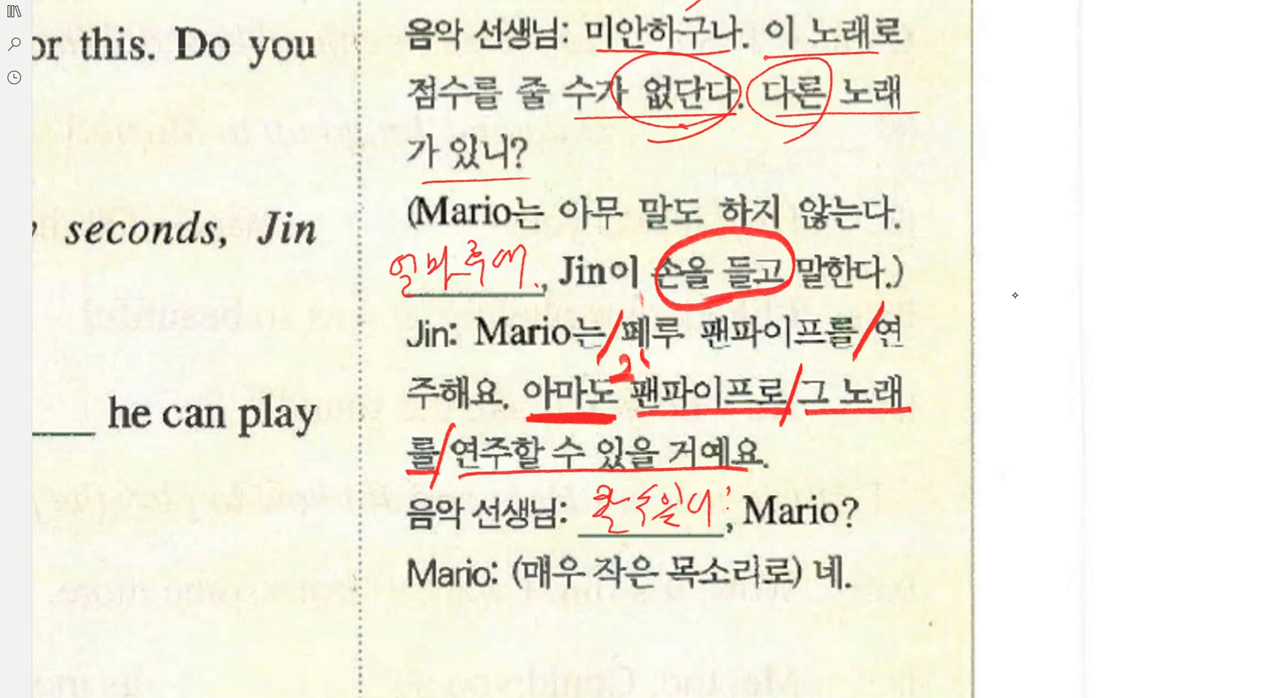 or this. Do you
seconds, Jin
he can play
음악 선생님: 미안하구나. 이 노래로
점수를 줄 수가 없단다. 다른 노래
가 있니?
(Mario는 아무 말도 하지 않는다.
얼마후에., Jin이 손을 들고 말한다.)
Jin: Mario는 페루 팬파이프를 연
주해요. 아마도 팬파이프로 그 노래
를 연주할 수 있을 거예요.
음악 선생님: 할수있니, Mario?
Mario: (매우 작은 목소리로) 네.